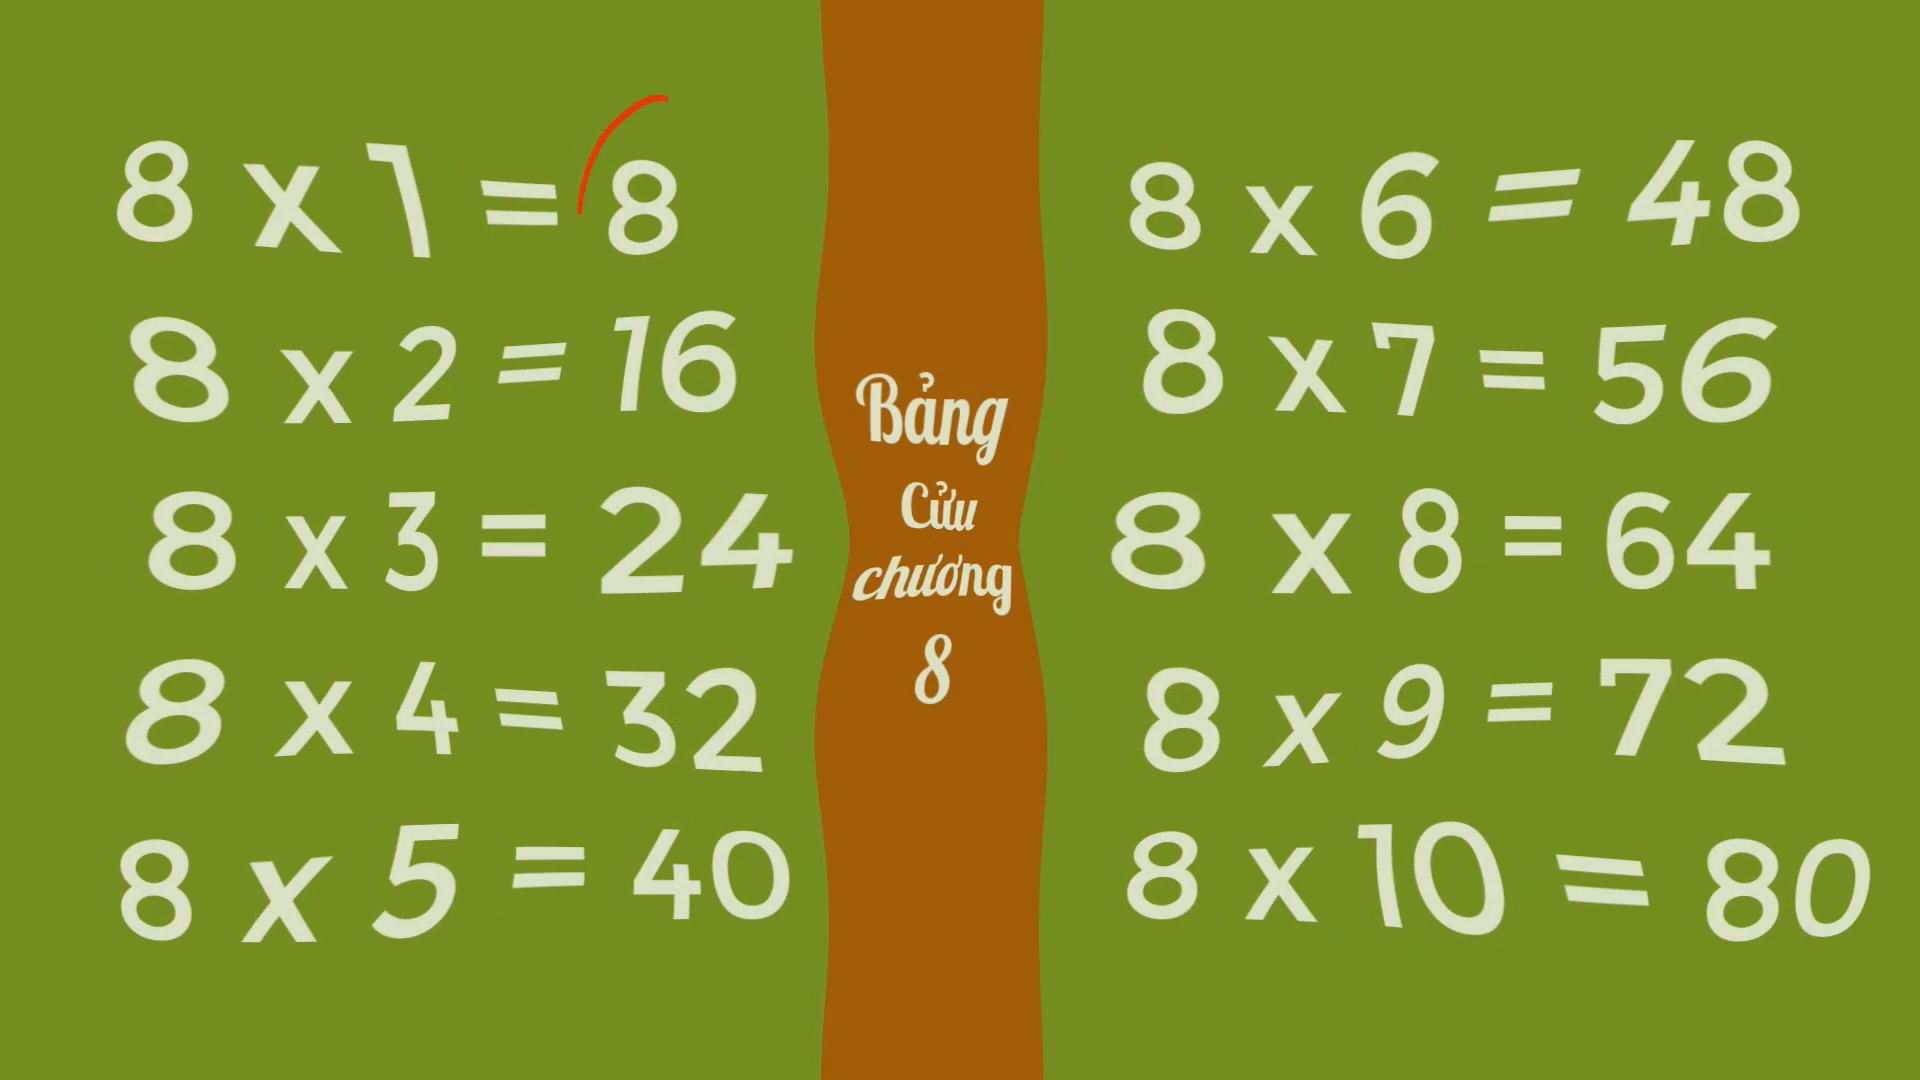 8 x 1 = 8
8 x 2 = 16
8 x 3 = 24
8 x 4 = 32
8 x 5 = 40
Bảng
Cửu
chương
8
8 x 6 = 48
8 x 7 = 56
8 x 8 = 64
8 x 9 = 72
8 x 10 = 80